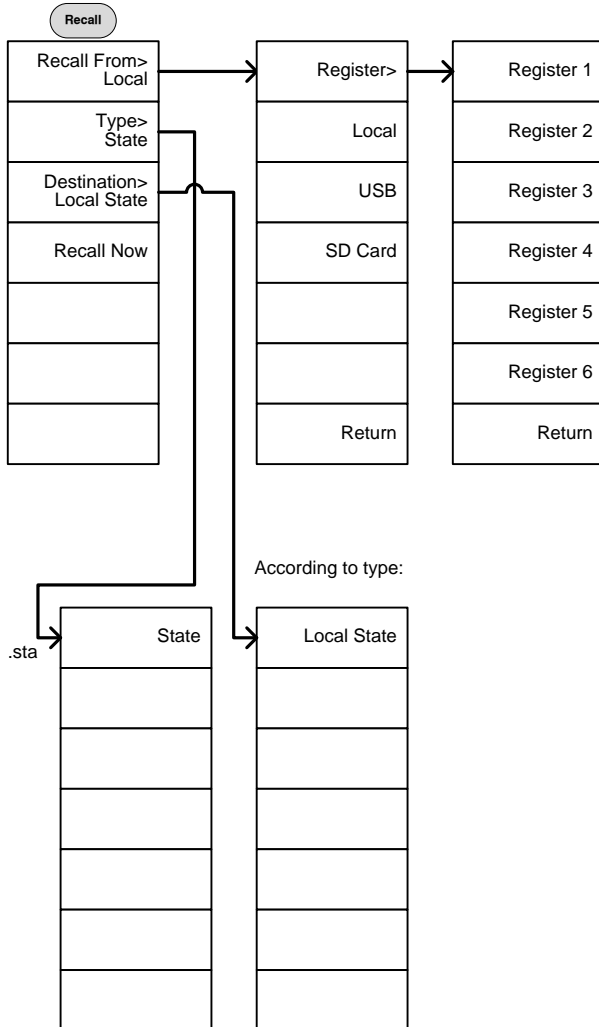 Recall
Recall From>
Local
Type>
State
Destination>
Local State
Recall Now
Register>
Local
USB
SD Card
Return
Register 1
Register 2
Register 3
Register 4
Register 5
Register 6
Return
According to type:
.sta
State
Local State